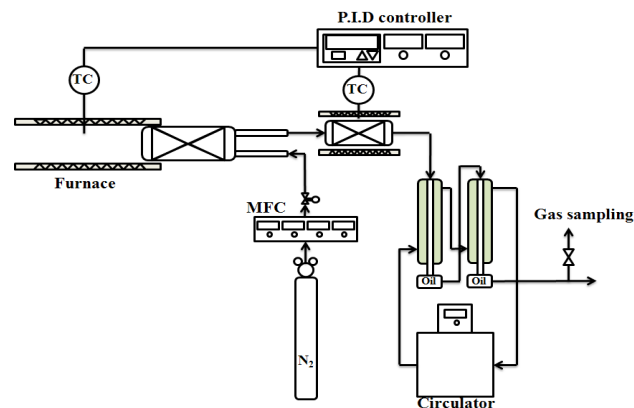 P.I.D controller
TC
TC
Furnace
MFC
Gas sampling
Oil
Oil
N₂
Circulator